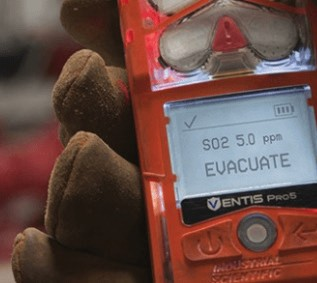 SO2 5.0 ppm
EVACUATE
VENTIS PRO5
INDUSTRIAL
SCIENTIFIC